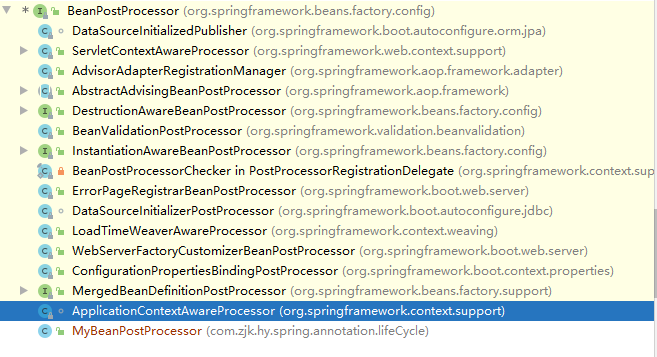 BeanPostProcessor (org.springframework.beans.factory.config)
DataSourceInitializedPublisher (org.springframework.boot.autoconfigure.orm.jpa)
ServletContextAwareProcessor (org.springframework.web.context.support)
AdvisorAdapterRegistrationManager (org.springframework.aop.framework.adapter)
AbstractAdvisingBeanPostProcessor (org.springframework.aop.framework)
DestructionAwareBeanPostProcessor (org.springframework.beans.factory.config)
BeanValidationPostProcessor (org.springframework.validation.beanvalidation)
InstantiationAwareBeanPostProcessor (org.springframework.beans.factory.config)
BeanPostProcessorChecker in PostProcessorRegistrationDelegate (org.springframework.context.sup
ErrorPageRegistrarBeanPostProcessor (org.springframework.boot.web.server)
DataSourceInitializerPostProcessor (org.springframework.boot.autoconfigure.jdbc)
LoadTimeWeaverAwareProcessor (org.springframework.context.weaving)
WebServerFactoryCustomizerBeanPostProcessor (org.springframework.boot.web.server)
ConfigurationPropertiesBindingPostProcessor (org.springframework.boot.context.properties)
MergedBeanDefinitionPostProcessor (org.springframework.beans.factory.support)
ApplicationContextAwareProcessor (org.springframework.context.support)
MyBeanPostProcessor (com.zjk.hy.spring.annotation.lifeCycle)